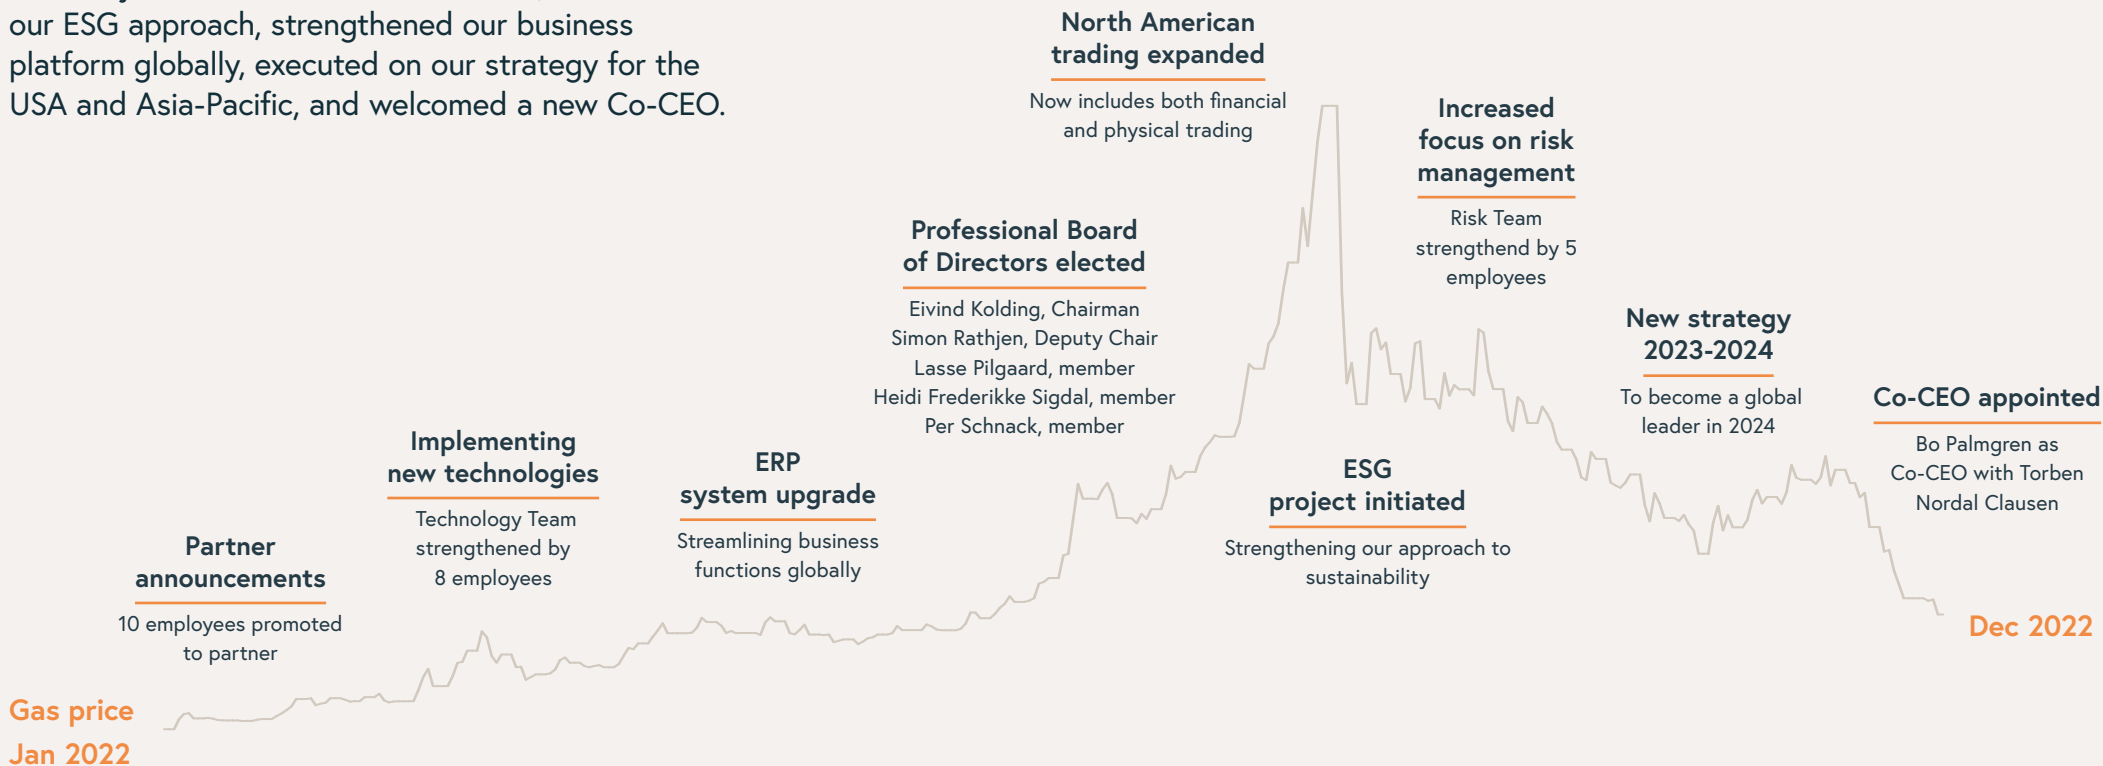 our ESG approach, strengthened our business
platform globally, executed on our strategy for the
USA and Asia-Pacific, and welcomed a new Co-CEO.
North American
trading expanded
Now includes both financial
and physical trading
Increased
focus on risk
management
Risk Team
strengthend by 5
employees
Professional Board
of Directors elected
Eivind Kolding, Chairman
Simon Rathjen, Deputy Chair
Lasse Pilgaard, member
Heidi Frederikke Sigdal, member
Per Schnack, member
New strategy
2023-2024
To become a global
leader in 2024
Co-CEO appointed
Bo Palmgren as
Co-CEO with Torben
Nordal Clausen
Implementing
new technologies
Technology Team
strengthened by
8 employees
ERP
system upgrade
Streamlining business
functions globally
ESG
project initiated
Strengthening our approach to
sustainability
Partner
announcements
10 employees promoted
to partner
Dec 2022
Gas price
Jan 2022